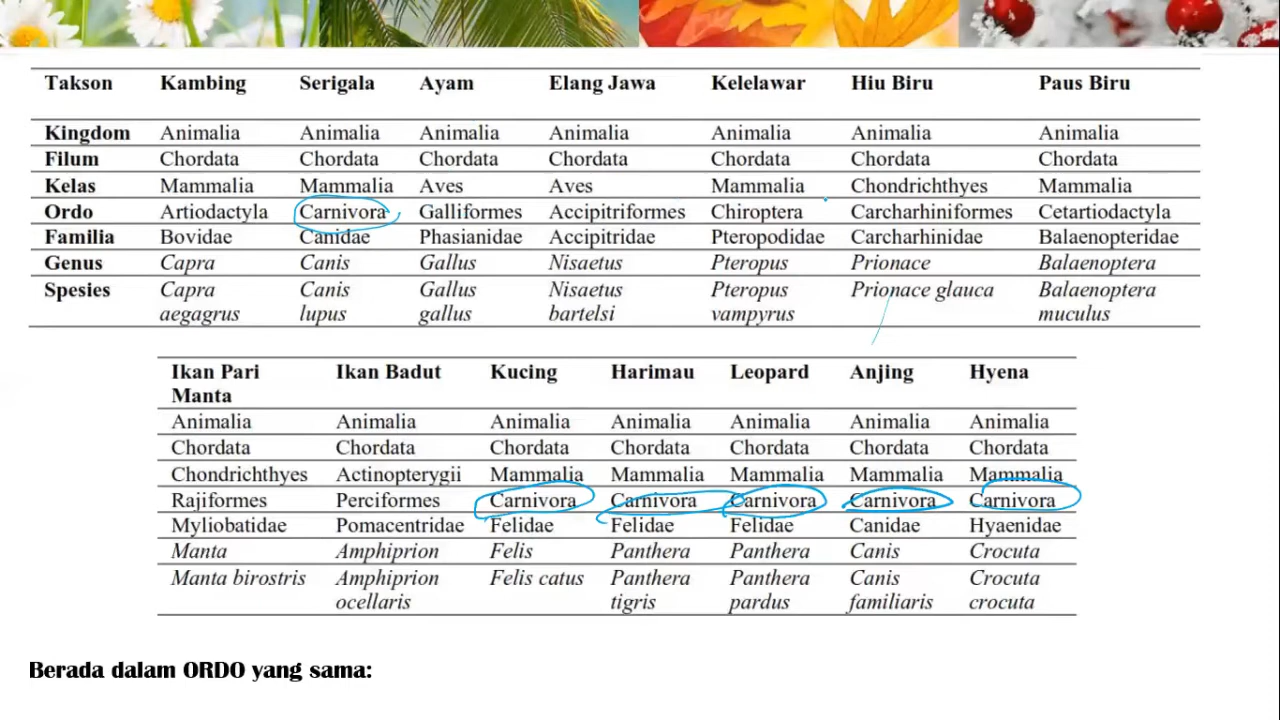 Takson Kambing Serigala Ayam Elang Jawa Kelelawar Hiu Biru Paus Biru
Kingdom Animalia Animalia Animalia Animalia Animalia Animalia Animalia
Filum Chordata Chordata Chordata Chordata Chordata Chordata Chordata
Kelas Mammalia Mammalia Aves Aves Mammalia Chondrichthyes Mammalia
Ordo Artiodactyla Carnivora Galliformes Accipitriformes Chiroptera Carcharhiniformes Cetartiodactyla
Familia Bovidae Canidae Phasianidae Accipitridae Pteropodidae Carcharhinidae Balaenopteridae
Genus Capra Canis Gallus Nisaetus Pteropus Prionace Balaenoptera
Spesies Capra Canis Gallus Nisaetus Pteropus Prionace glauca Balaenoptera
aegagrus lupus gallus bartelsi vampyrus muculus
Ikan Pari Ikan Badut Kucing Harimau Leopard Anjing Hyena
Manta
Animalia Animalia Animalia Animalia Animalia Animalia Animalia
Chordata Chordata Chordata Chordata Chordata Chordata Chordata
Chondrichthyes Actinopterygii Mammalia Mammalia Mammalia Mammalia Mammalia
Rajiformes Perciformes Carnivora Carnivora Carnivora Carnivora Carnivora
Myliobatidae Pomacentridae Felidae Felidae Felidae Canidae Hyaenidae
Manta Amphiprion Felis Panthera Panthera Canis Crocuta
Manta birostris Amphiprion Felis catus Panthera Panthera Canis Crocuta
ocellaris tigris pardus familiaris crocuta
Berada dalam ORDO yang sama: